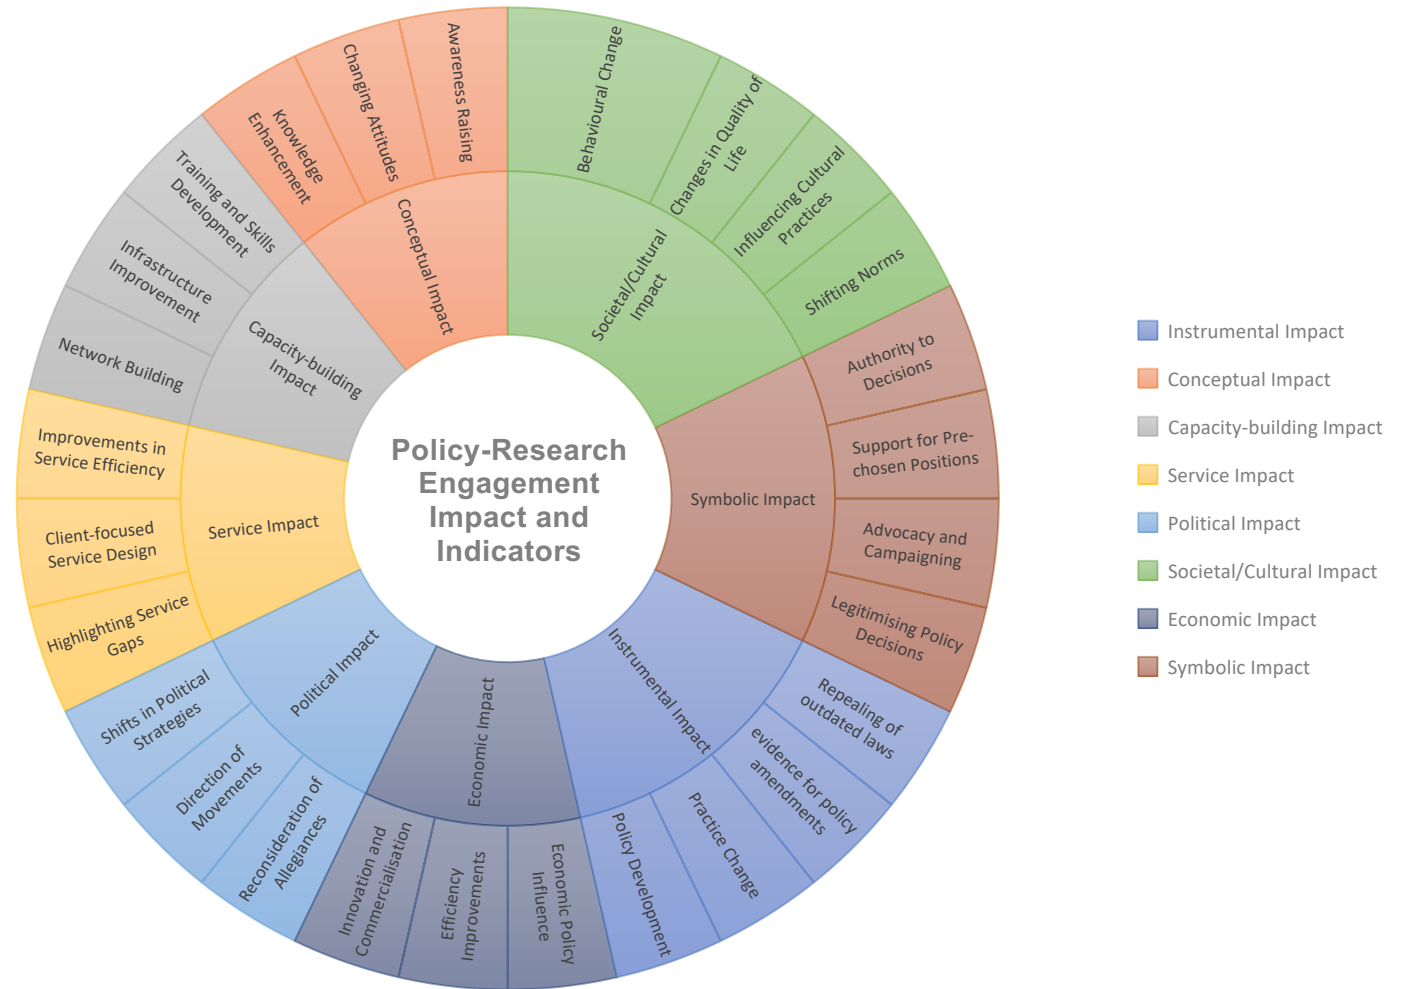 Policy-Research
Engagement
Impact and
Indicators
Societal/Cultural
Impact
Behavioural Change
Changes in Quality of
Life
Influencing Cultural
Practices
Shifting Norms
Symbolic Impact
Authority to
Decisions
Support for Pre-
chosen Positions
Advocacy and
Campaigning
Legitimising Policy
Decisions
Instrumental Impact
Repealing of
outdated laws
evidence for policy
amendments
Practice Change
Policy Development
Economic Impact
Economic Policy
Influence
Efficiency
Improvements
Innovation and
Commercialisation
Political Impact
Reconsideration of
Allegiances
Direction of
Movements
Shifts in Political
Strategies
Service Impact
Highlighting Service
Gaps
Client-focused
Service Design
Improvements in
Service Efficiency
Capacity-building
Impact
Network Building
Infrastructure
Improvement
Training and Skills
Development
Conceptual Impact
Knowledge
Enhancement
Changing Attitudes
Awareness Raising
Instrumental Impact
Conceptual Impact
Capacity-building Impact
Service Impact
Political Impact
Societal/Cultural Impact
Economic Impact
Symbolic Impact